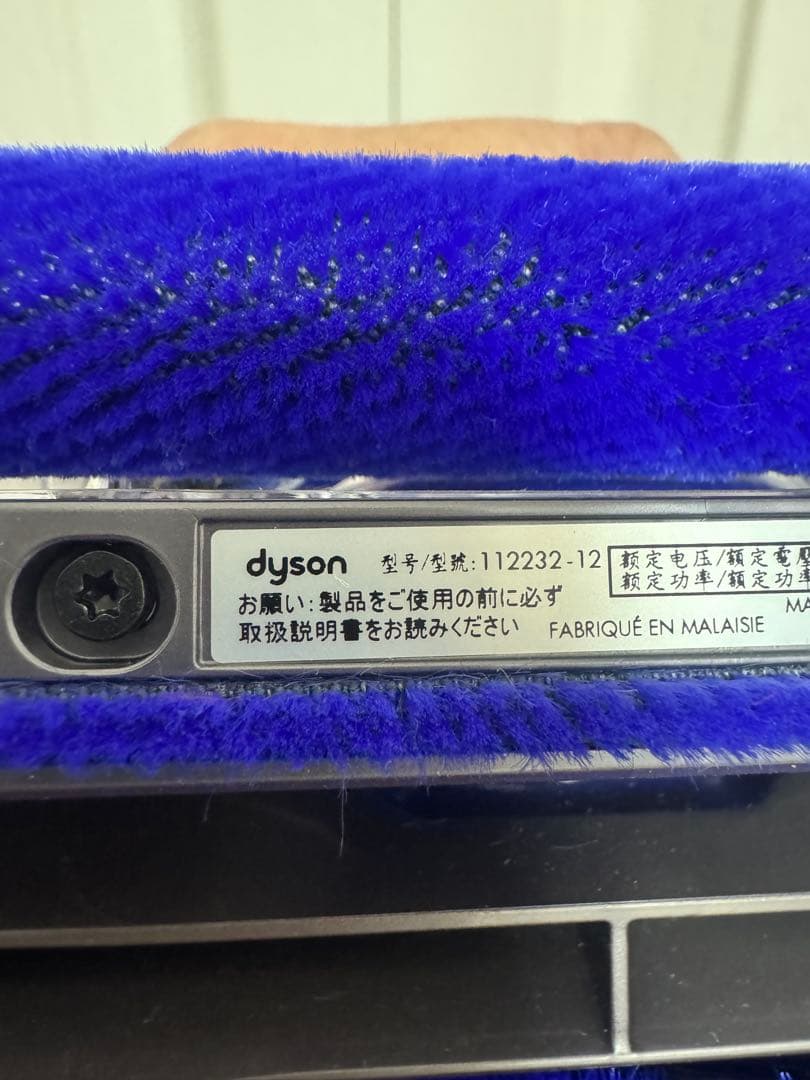 dyson 型号/型號:112232-12
额定电压/額定電壓
额定功率/額定功率
お願い:製品をご使用の前に必ず
取扱説明書をお読みください FABRIQUÉ EN MALAISIE MA